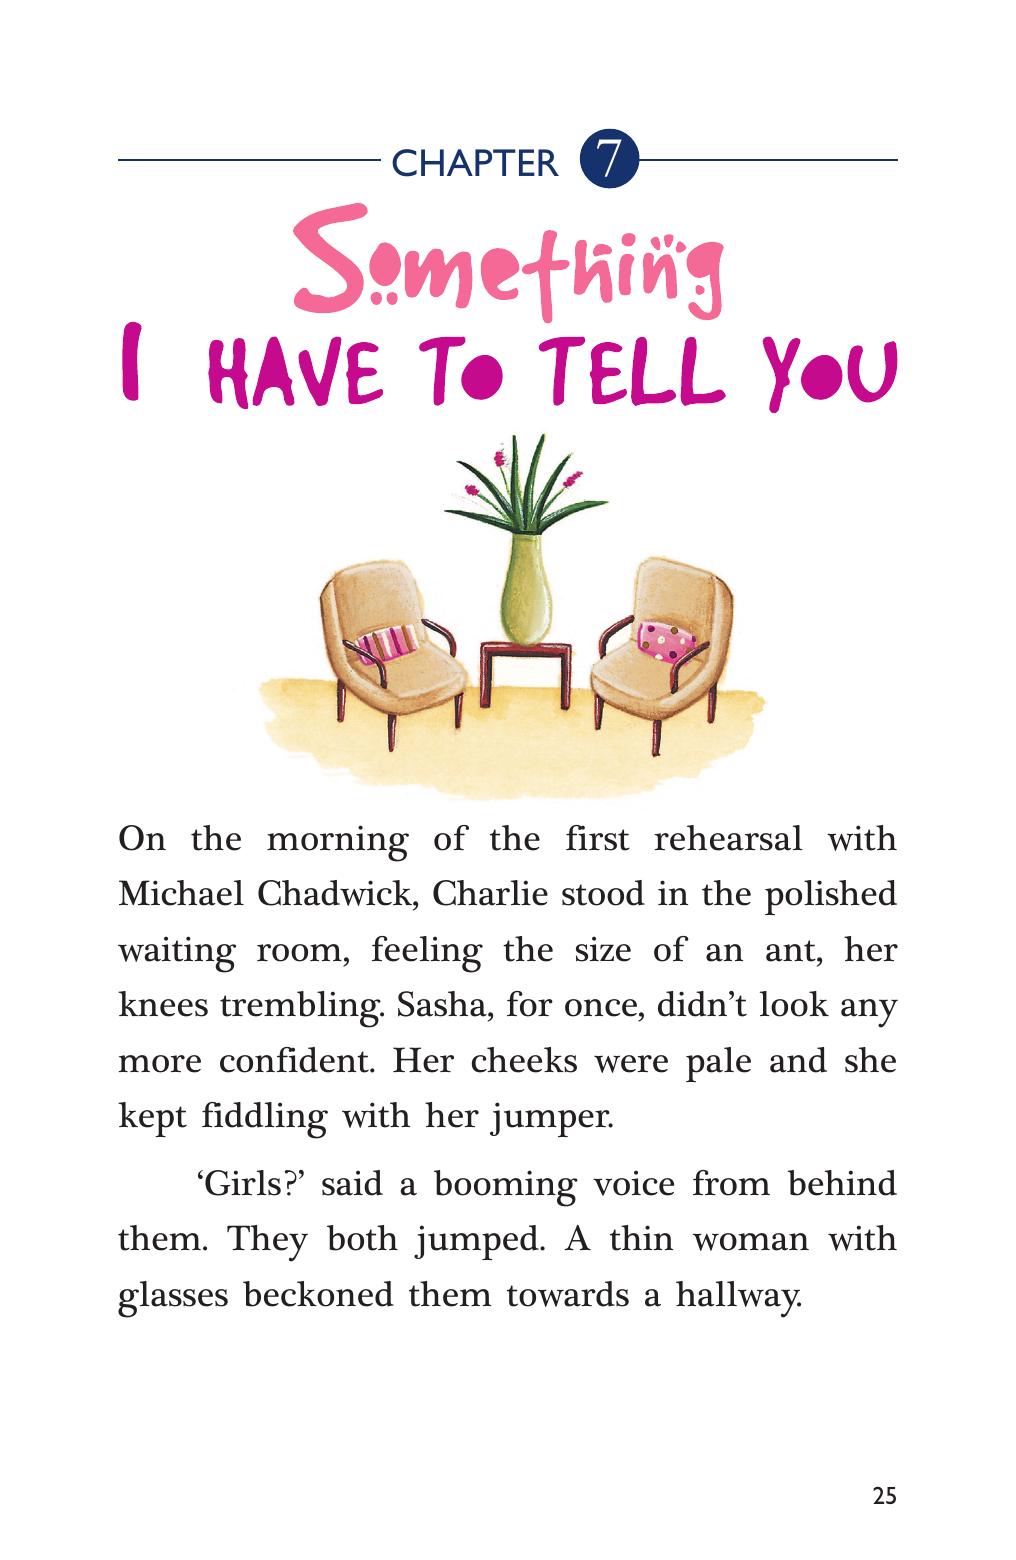 CHAPTER 7
Something
I HAVE TO TELL YOU
On the morning of the first rehearsal with
Michael Chadwick, Charlie stood in the polished
waiting room, feeling the size of an ant, her
knees trembling. Sasha, for once, didn’t look any
more confident. Her cheeks were pale and she
kept fiddling with her jumper.
‘Girls?’ said a booming voice from behind
them. They both jumped. A thin woman with
glasses beckoned them towards a hallway.
25